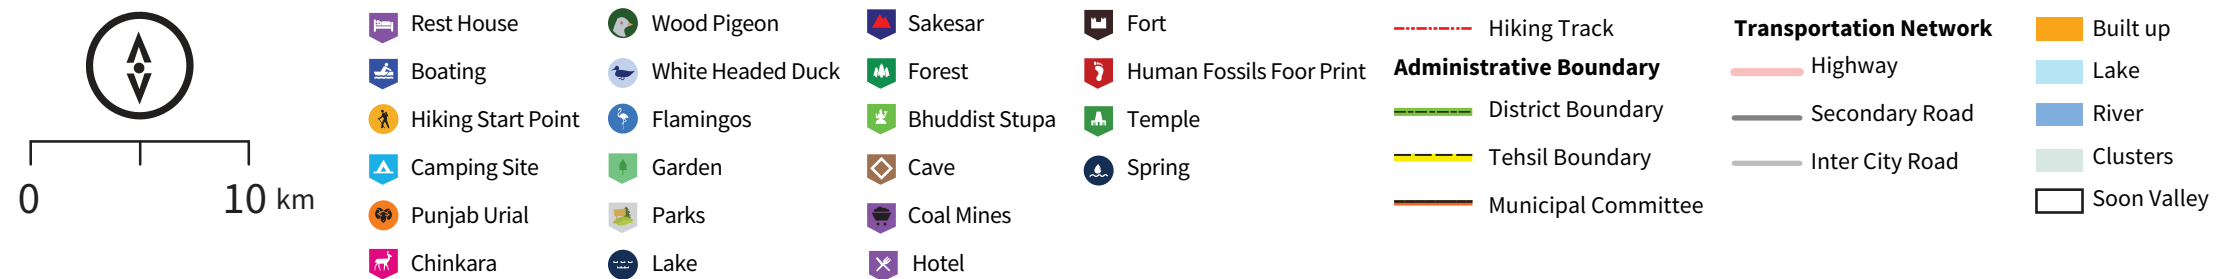 0
10 km
Rest House
Boating
Hiking Start Point
Camping Site
Punjab Urial
Chinkara
Wood Pigeon
White Headed Duck
Flamingos
Garden
Parks
Lake
Sakesar
Forest
Bhuddist Stupa
Cave
Coal Mines
Hotel
Fort
Human Fossils Foor Print
Temple
Spring
Hiking Track
Administrative Boundary
District Boundary
Tehsil Boundary
Municipal Committee
Transportation Network
Highway
Secondary Road
Inter City Road
Built up
Lake
River
Clusters
Soon Valley